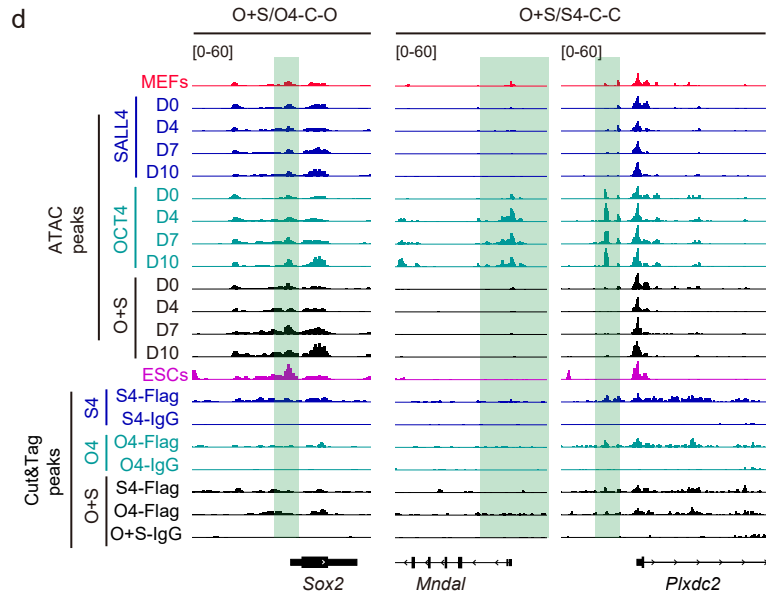 d
O+S/O4-C-O
O+S/S4-C-C
[0-60]
[0-60]
[0-60]
MEFs
ATAC peaks
SALL4
D0
D4
D7
D10
OCT4
D0
D4
D7
D10
O+S
D0
D4
D7
D10
ESCs
Cut&Tag peaks
S4
S4-Flag
S4-IgG
O4
O4-Flag
O4-IgG
O+S
S4-Flag
O4-Flag
O+S-IgG
Sox2
Mndal
Plxdc2